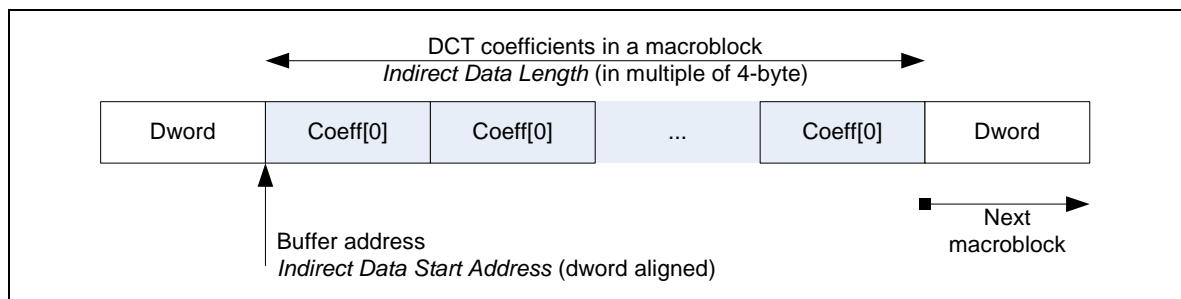 DCT coefficients in a macroblock
Indirect Data Length (in multiple of 4-byte)
Dword Coeff[0] Coeff[0] ... Coeff[0] Dword
Buffer address
Indirect Data Start Address (dword aligned)
Next
macroblock